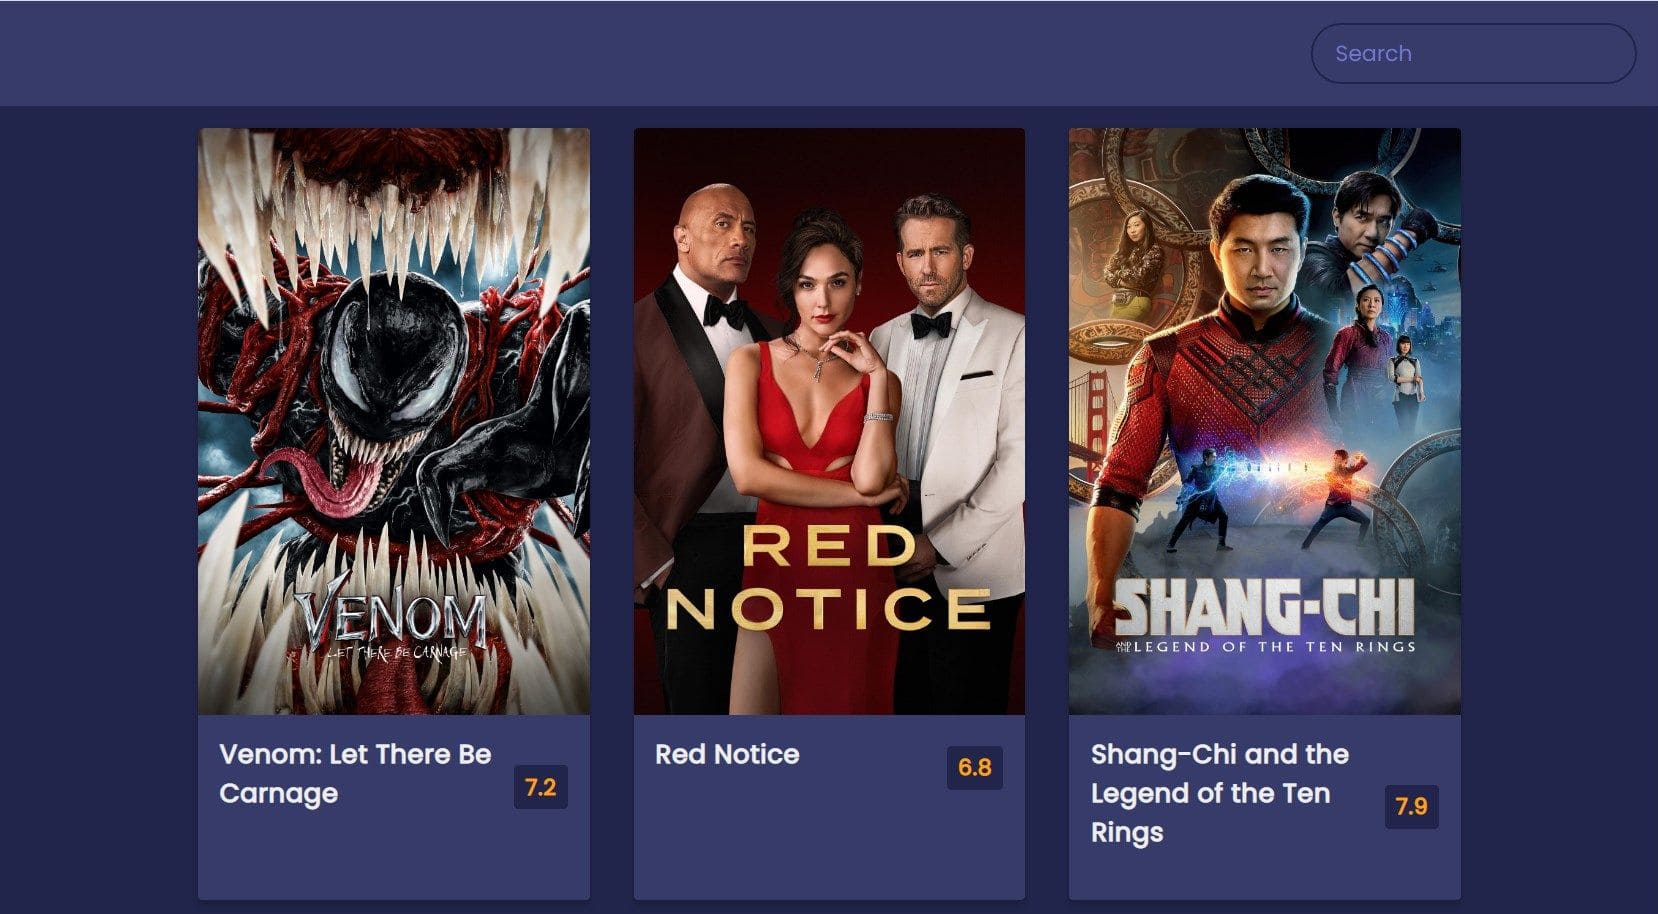 Search
VENOM
LET THERE BE CARNAGE
RED
NOTICE
SHANG-CHI
AND THE LEGEND OF THE TEN RINGS
Venom: Let There Be
Carnage
7.2
Red Notice
6.8
Shang-Chi and the
Legend of the Ten
Rings
7.9